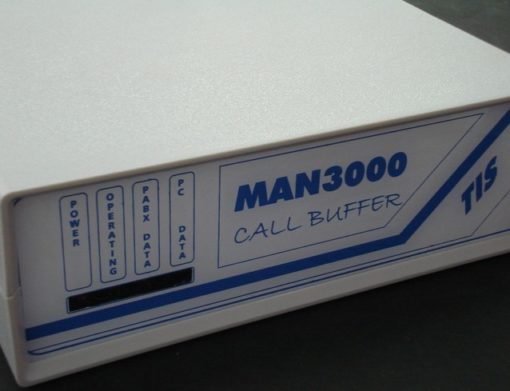 POWER
OPERATING
PABX DATA
PC DATA
MAN3000
CALL BUFFER
TIS